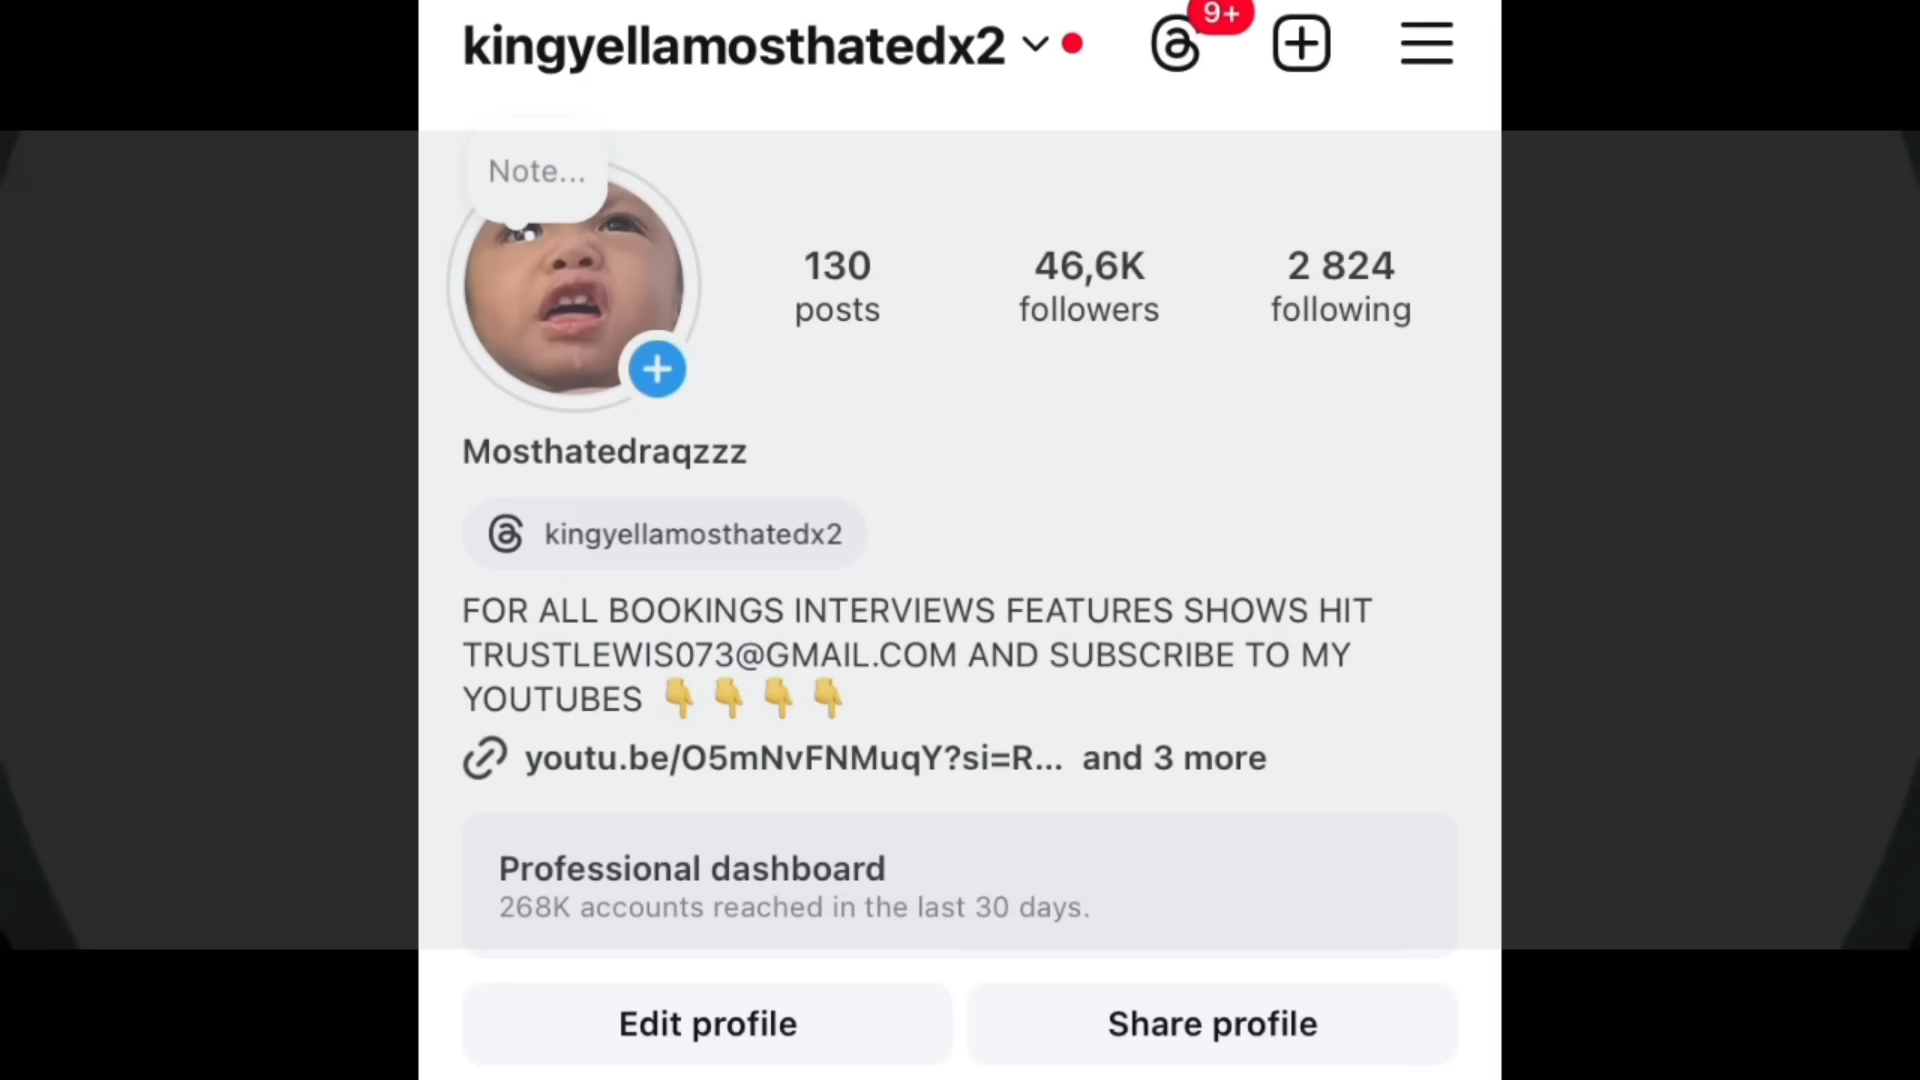 kingyellamosthatedx2
9+
Note...
130 posts
46,6K followers
2 824 following
Mosthatedraqzzz
kingyellamosthatedx2
FOR ALL BOOKINGS INTERVIEWS FEATURES SHOWS HIT
TRUSTLEWIS073@GMAIL.COM AND SUBSCRIBE TO MY
YOUTUBES 👇👇👇👇
youtu.be/O5mNvFNMuqY?si=R... and 3 more
Professional dashboard
268K accounts reached in the last 30 days.
Edit profile
Share profile